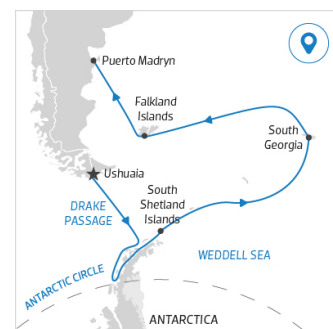 Puerto Madryn
Falkland
Islands
South
Georgia
Ushuaia
South
Shetland
Islands
DRAKE
PASSAGE
WEDDELL SEA
ANTARCTIC CIRCLE
ANTARCTICA